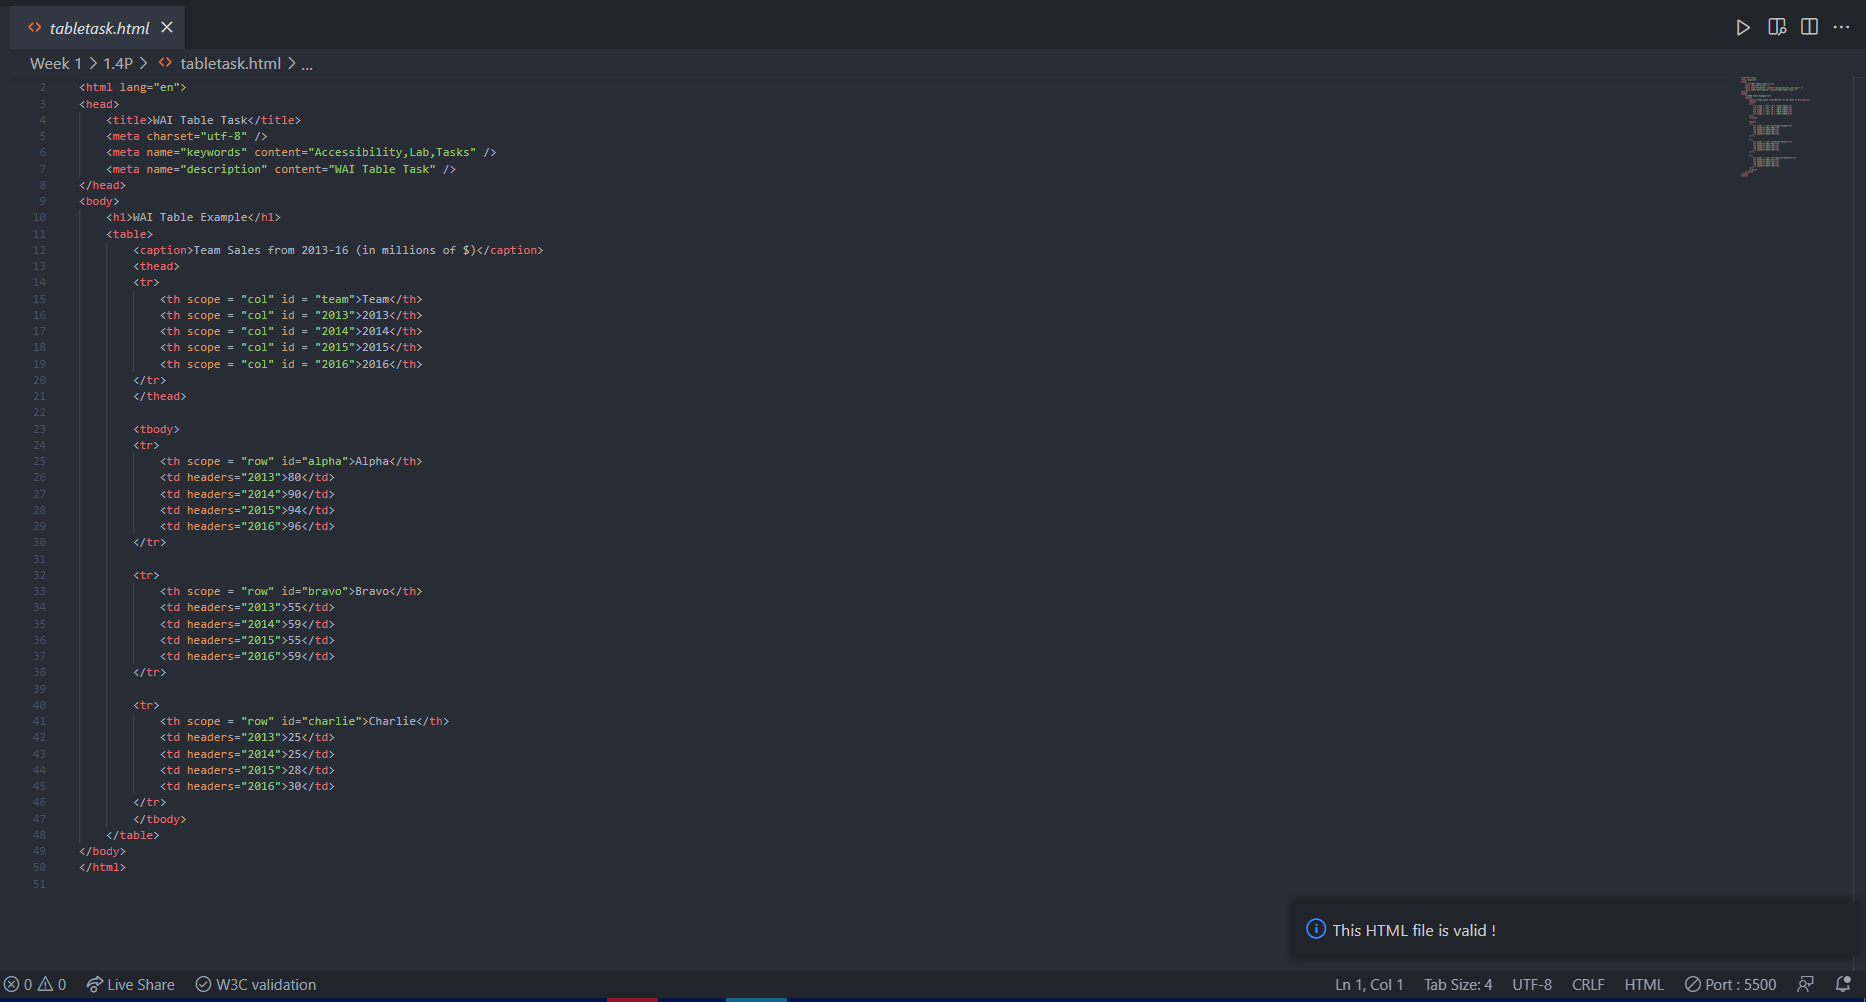 tabletask.html
Week 1 > 1.4P > tabletask.html > ...
2 <html lang="en">
3 <head>
4 <title>WAI Table Task</title>
5 <meta charset="utf-8" />
6 <meta name="keywords" content="Accessibility,Lab,Tasks" />
7 <meta name="description" content="WAI Table Task" />
8 </head>
9 <body>
10 <h1>WAI Table Example</h1>
11 <table>
12 <caption>Team Sales from 2013-16 (in millions of $)</caption>
13 <thead>
14 <tr>
15 <th scope = "col" id = "team">Team</th>
16 <th scope = "col" id = "2013">2013</th>
17 <th scope = "col" id = "2014">2014</th>
18 <th scope = "col" id = "2015">2015</th>
19 <th scope = "col" id = "2016">2016</th>
20 </tr>
21 </thead>
22
23 <tbody>
24 <tr>
25 <th scope = "row" id="alpha">Alpha</th>
26 <td headers="2013">80</td>
27 <td headers="2014">90</td>
28 <td headers="2015">94</td>
29 <td headers="2016">96</td>
30 </tr>
31
32 <tr>
33 <th scope = "row" id="bravo">Bravo</th>
34 <td headers="2013">55</td>
35 <td headers="2014">59</td>
36 <td headers="2015">55</td>
37 <td headers="2016">59</td>
38 </tr>
39
40 <tr>
41 <th scope = "row" id="charlie">Charlie</th>
42 <td headers="2013">25</td>
43 <td headers="2014">25</td>
44 <td headers="2015">28</td>
45 <td headers="2016">30</td>
46 </tr>
47 </tbody>
48 </table>
49 </body>
50 </html>
51
This HTML file is valid !
0 0 Live Share W3C validation Ln 1, Col 1 Tab Size: 4 UTF-8 CRLF HTML Port : 5500